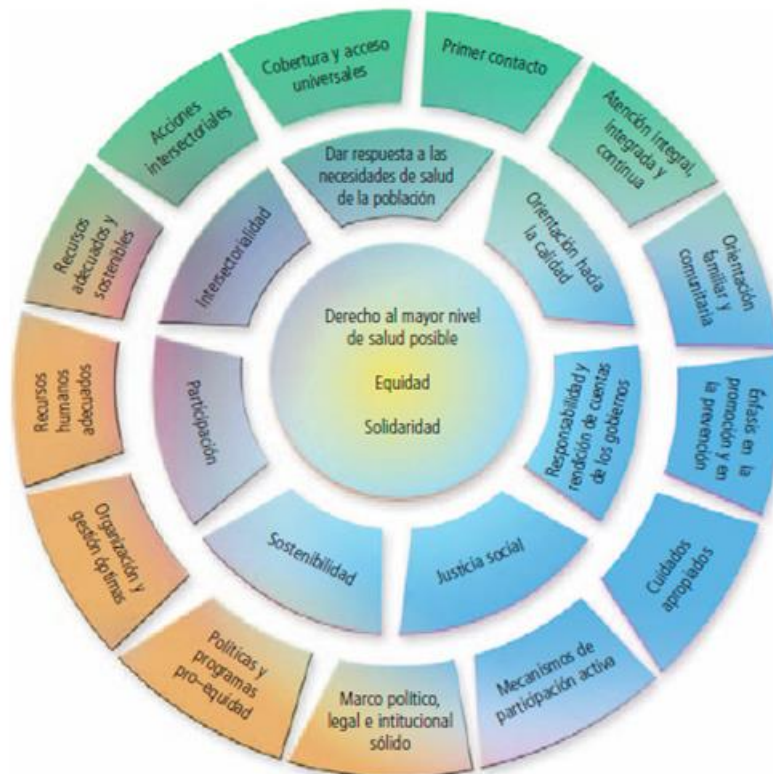 Derecho al mayor nivel
de salud posible
Equidad
Solidaridad
Dar respuesta a las
necesidades de salud
de la población
Orientación hacia
la calidad
Responsabilidad y
rendición de cuentas
de los gobiernos
Justicia social
Sostenibilidad
Participación
Intersectorialidad
Cobertura y acceso
universales
Primer contacto
Atención integral,
integrada y
continua
Orientación
familiar y
comunitaria
Énfasis en la
promoción y en
la prevención
Cuidados
apropiados
Mecanismos de
participación activa
Marco político,
legal e intitucional
sólido
Políticas y
programas
pro–equidad
Organización y
gestión óptimas
Recursos
humanos
adecuados
Recursos
adecuados y
sostenibles
Acciones
intersectoriales